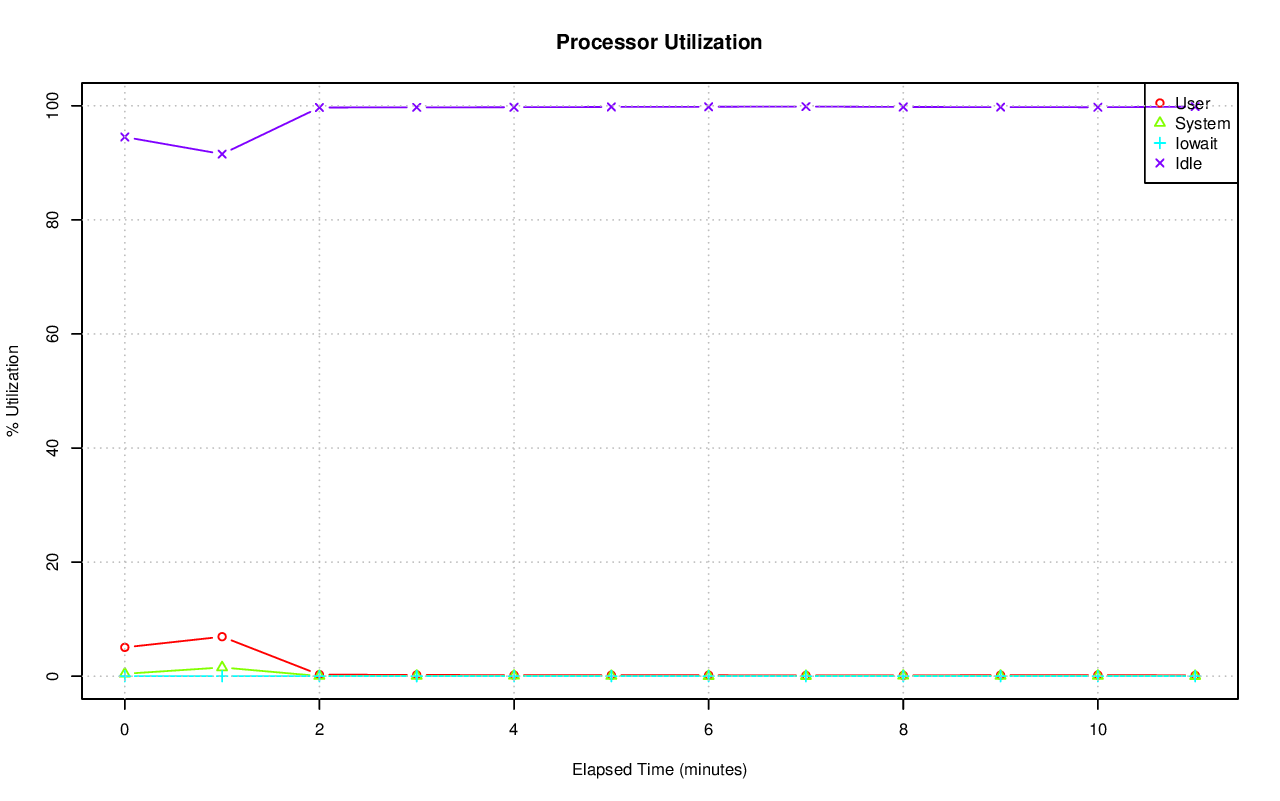 Processor Utilization
% Utilization
100
80
60
40
20
0
User
System
Iowait
Idle
0 2 4 6 8 10
Elapsed Time (minutes)